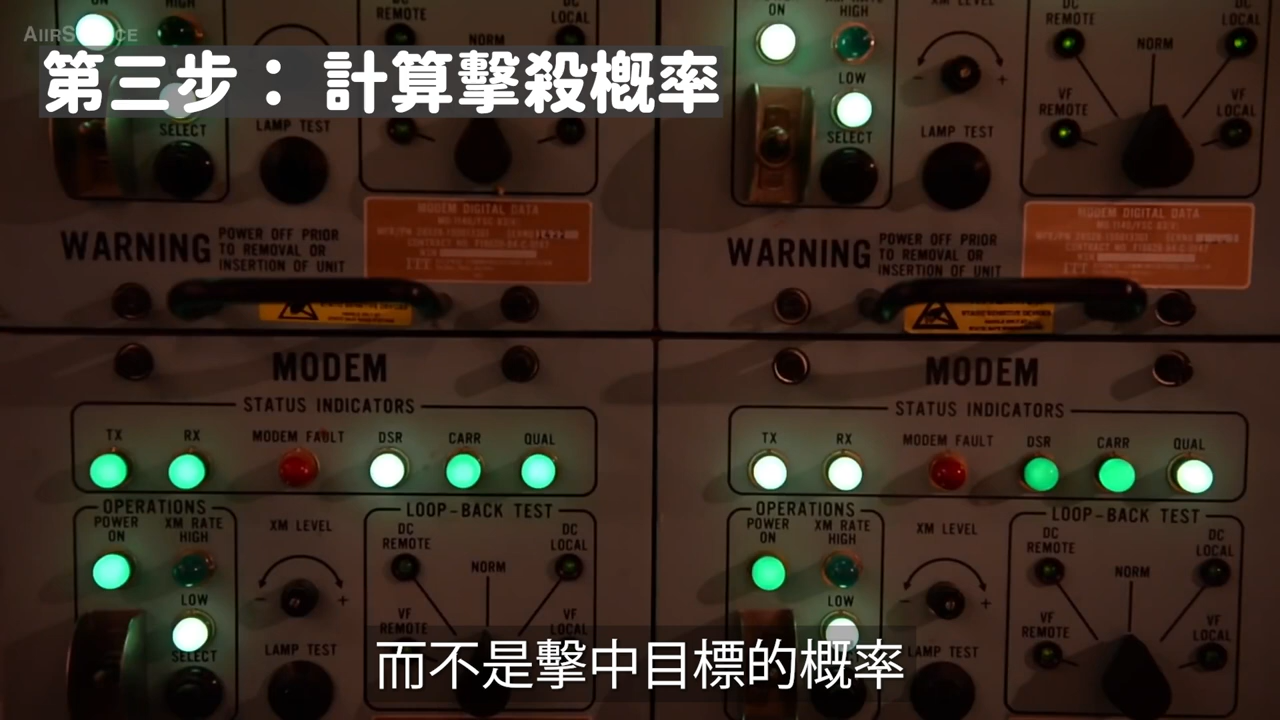 AIIRSCIENCE
ON
XM RATE
HIGH
DC
REMOTE
NORM
DC
LOCAL
第三步：計算擊殺概率
SELECT
LAMP TEST
ON
HIGH
LOW
SELECT
XM LEVEL
LAMP TEST
DC
REMOTE
NORM
DC
LOCAL
VF
REMOTE
VF
LOCAL
WARNING
POWER OFF PRIOR
TO REMOVAL OR
INSERTION OF UNIT
MODEM DIGITAL DATA
WARNING
POWER OFF PRIOR
TO REMOVAL OR
INSERTION OF UNIT
MODEM DIGITAL DATA
MODEM
STATUS INDICATORS
TX
RX
MODEM FAULT
DSR
CARR
QUAL
MODEM
STATUS INDICATORS
TX
RX
MODEM FAULT
DSR
CARR
QUAL
OPERATIONS
POWER
ON
XM RATE
HIGH
LOW
SELECT
XM LEVEL
- +
LAMP TEST
LOOP-BACK TEST
DC
REMOTE
NORM
DC
LOCAL
VF
REMOTE
VF
LOCAL
OPERATIONS
POWER
ON
XM RATE
HIGH
LOW
XM LEVEL
- +
LAMP TEST
LOOP-BACK TEST
DC
REMOTE
NORM
DC
LOCAL
VF
REMOTE
VF
LOCAL
而不是擊中目標的概率